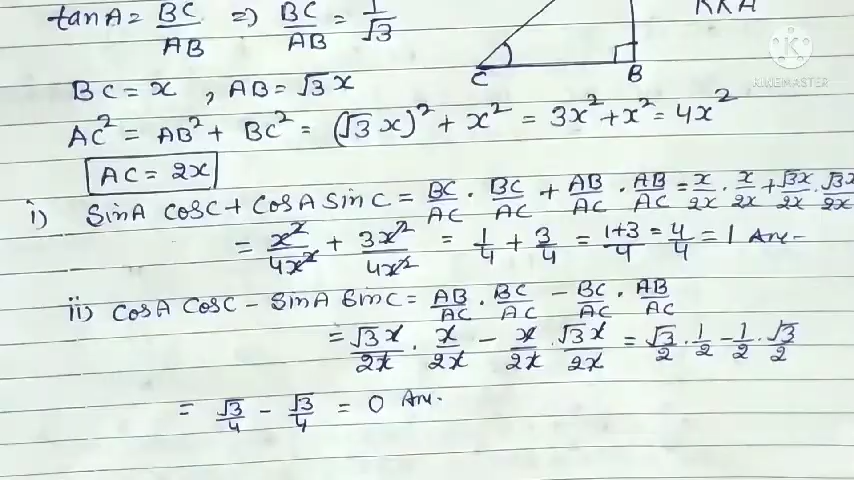 tanA = BC/AB => BC/AB = 1/√3
BC = x , AB = √3x
AC² = AB² + BC² = (√3x)² + x² = 3x² + x² = 4x²
AC = 2x
C
B
KINEMASTER
i) SinA CosC + CosA SinC = BC/AC · BC/AC + AB/AC · AB/AC = x/2x · x/2x + √3x/2x · √3x/2x
= x²/4x² + 3x²/4x² = 1/4 + 3/4 = 1+3/4 = 4/4 = 1 Ans-
ii) CosA CosC - SinA SinC = AB/AC · BC/AC - BC/AC · AB/AC
= √3x/2x · x/2x - x/2x · √3x/2x = √3/2 · 1/2 - 1/2 · √3/2
= √3/4 - √3/4 = 0 Ans.